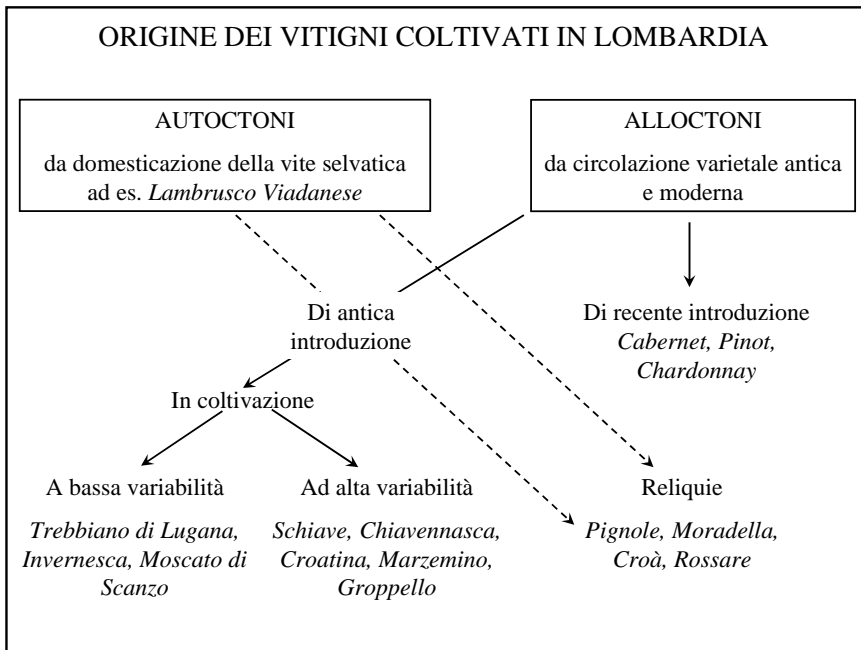 ORIGINE DEI VITIGNI COLTIVATI IN LOMBARDIA
AUTOCTONI
da domesticazione della vite selvatica
ad es. Lambrusco Viadanese
ALLOCTONI
da circolazione varietale antica
e moderna
Di antica
introduzione
Di recente introduzione
Cabernet, Pinot,
Chardonnay
In coltivazione
A bassa variabilità
Trebbiano di Lugana,
Invernesca, Moscato di
Scanzo
Ad alta variabilità
Schiave, Chiavennasca,
Croatina, Marzemino,
Groppello
Reliquie
Pignole, Moradella,
Croà, Rossare